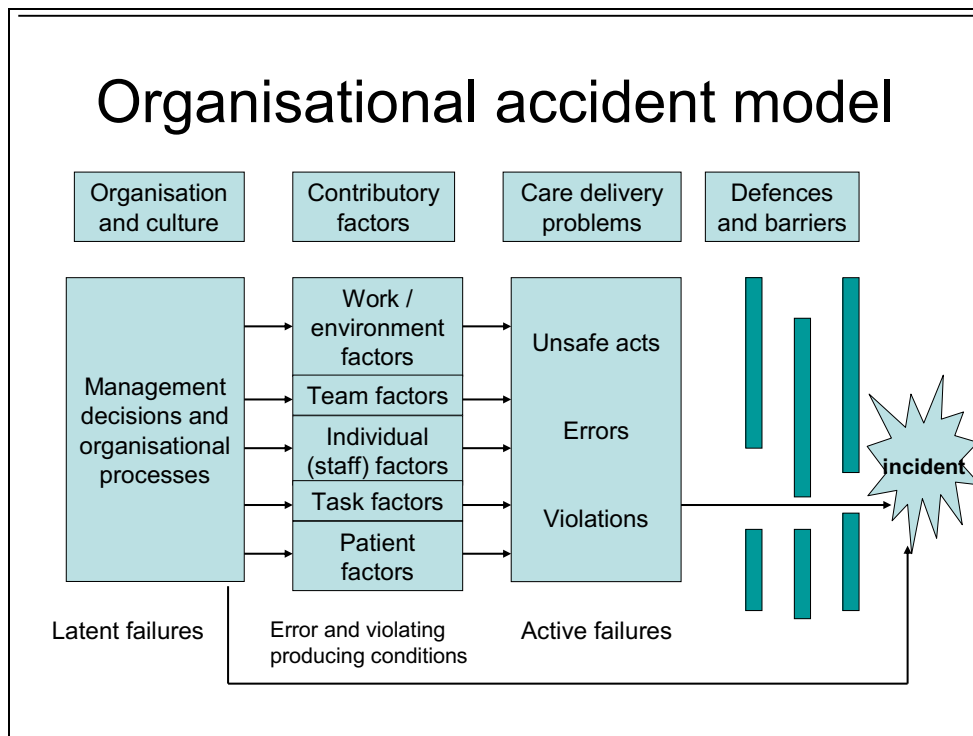 Organisational accident model
Organisation
and culture
Contributory
factors
Care delivery
problems
Defences
and barriers
Management
decisions and
organisational
processes
Work /
environment
factors
Team factors
Individual
(staff) factors
Task factors
Patient
factors
Unsafe acts
Errors
Violations
incident
Latent failures
Error and violating
producing conditions
Active failures